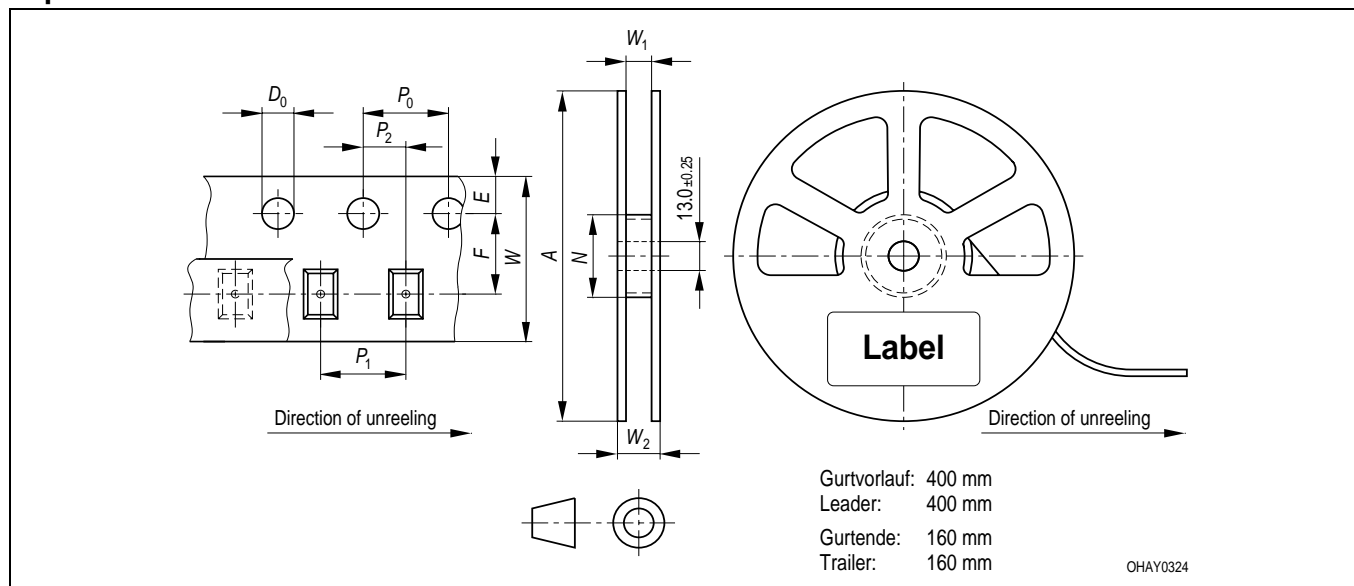 W1
D0
P0
P2
E
F
W
A
N
13.0 ±0.25
Label
P1
Direction of unreeling
W2
Direction of unreeling
Gurtvorlauf: 400 mm
Leader: 400 mm
Gurtende: 160 mm
Trailer: 160 mm
OHAY0324